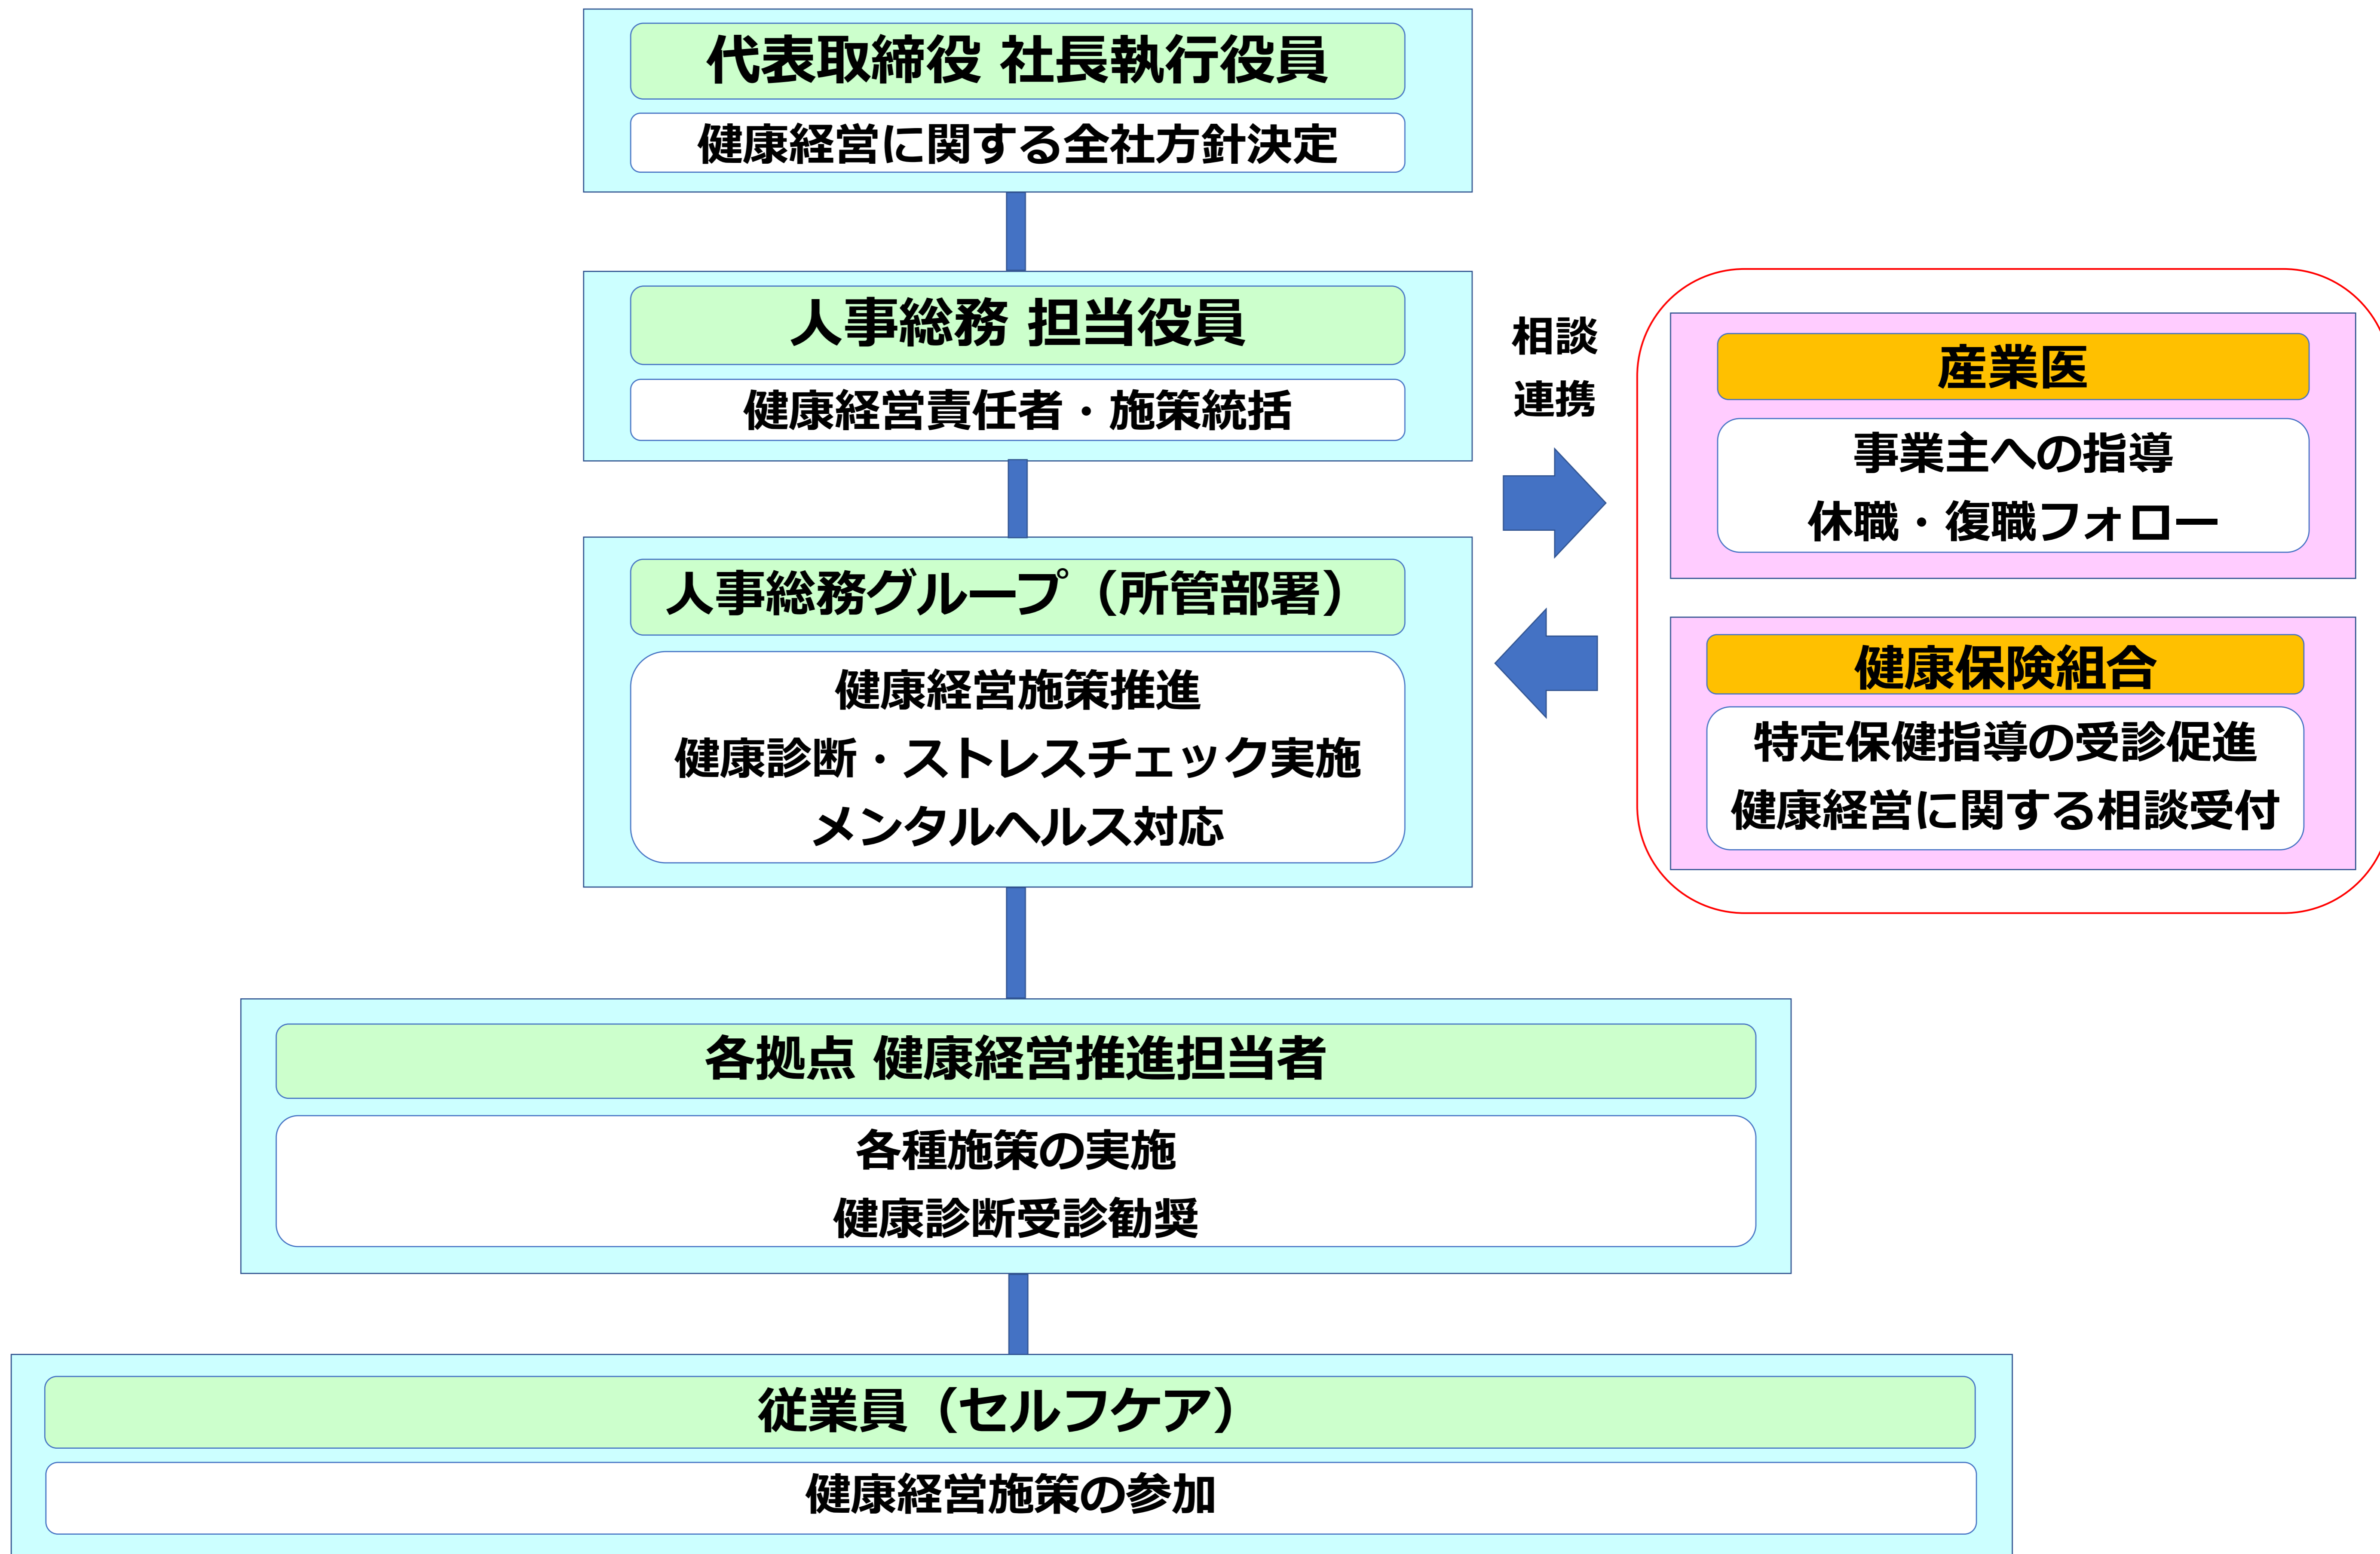 代表取締役 社長執行役員
健康経営に関する全社方針決定
人事総務 担当役員
健康経営責任者・施策統括
相談
連携
産業医
事業主への指導
休職・復職フォロー
人事総務グループ（所管部署）
健康経営施策推進
健康診断・ストレスチェック実施
メンタルヘルス対応
健康保険組合
特定保健指導の受診促進
健康経営に関する相談受付
各拠点 健康経営推進担当者
各種施策の実施
健康診断受診勧奨
従業員（セルフケア）
健康経営施策の参加